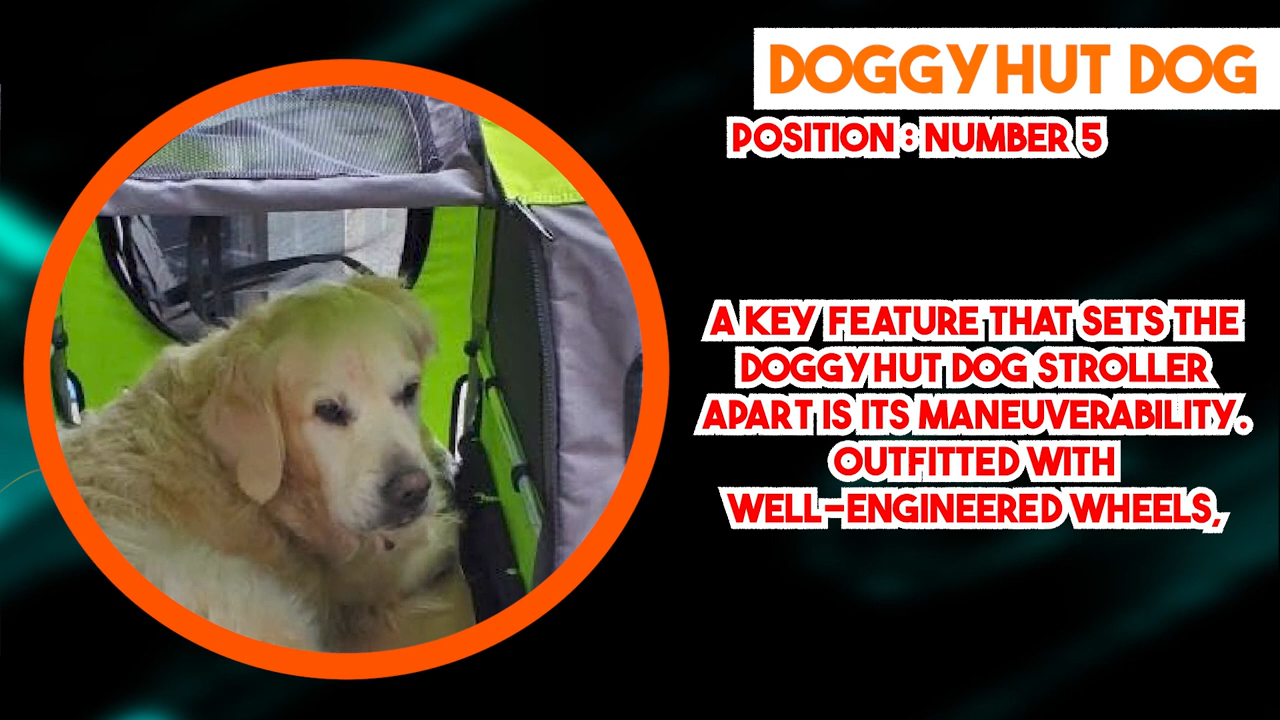 DOGGYHUT DOG
POSITION : NUMBER 5
A KEY FEATURE THAT SETS THE
DOGGYHUT DOG STROLLER
APART IS ITS MANEUVERABILITY.
OUTFITTED WITH
WELL-ENGINEERED WHEELS,